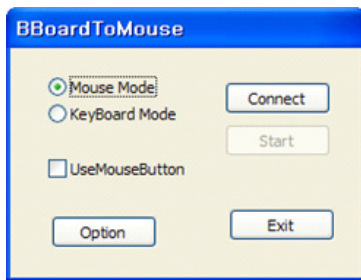 BBoardToMouse
Mouse Mode
Connect
KeyBoard Mode
Start
UseMouseButton
Option
Exit